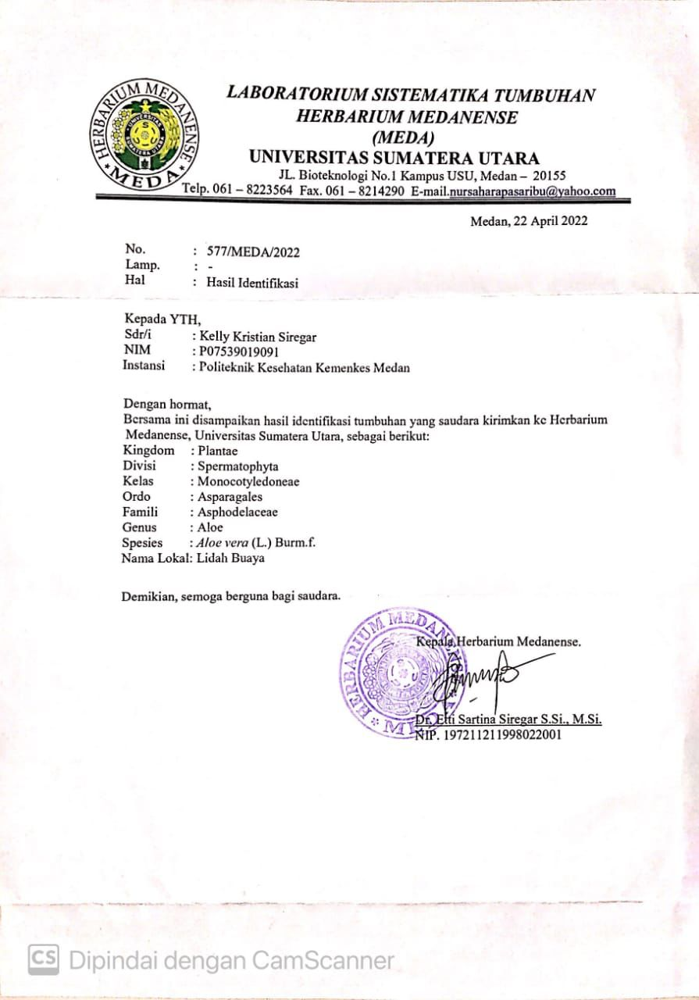 HERBARIUM MEDANENSE
* MEDA *
UNIVERSITAS
SUMATERA UTARA
LABORATORIUM SISTEMATIKA TUMBUHAN
HERBARIUM MEDANENSE
(MEDA)
UNIVERSITAS SUMATERA UTARA
JL. Bioteknologi No.1 Kampus USU, Medan – 20155
Telp. 061 – 8223564 Fax. 061 – 8214290 E-mail.nursaharapasaribu@yahoo.com
Medan, 22 April 2022
No. : 577/MEDA/2022
Lamp. : -
Hal : Hasil Identifikasi
Kepada YTH,
Sdr/i : Kelly Kristian Siregar
NIM : P07539019091
Instansi : Politeknik Kesehatan Kemenkes Medan
Dengan hormat,
Bersama ini disampaikan hasil identifikasi tumbuhan yang saudara kirimkan ke Herbarium
Medanense, Universitas Sumatera Utara, sebagai berikut:
Kingdom : Plantae
Divisi : Spermatophyta
Kelas : Monocotyledoneae
Ordo : Asparagales
Famili : Asphodelaceae
Genus : Aloe
Spesies : Aloe vera (L.) Burm.f.
Nama Lokal: Lidah Buaya
Demikian, semoga berguna bagi saudara.
HERBARIUM MEDANENSE
Kepala Herbarium Medanense.
Dr. Etti Sartina Siregar S.Si., M.Si.
NIP. 197211211998022001
CS Dipindai dengan CamScanner